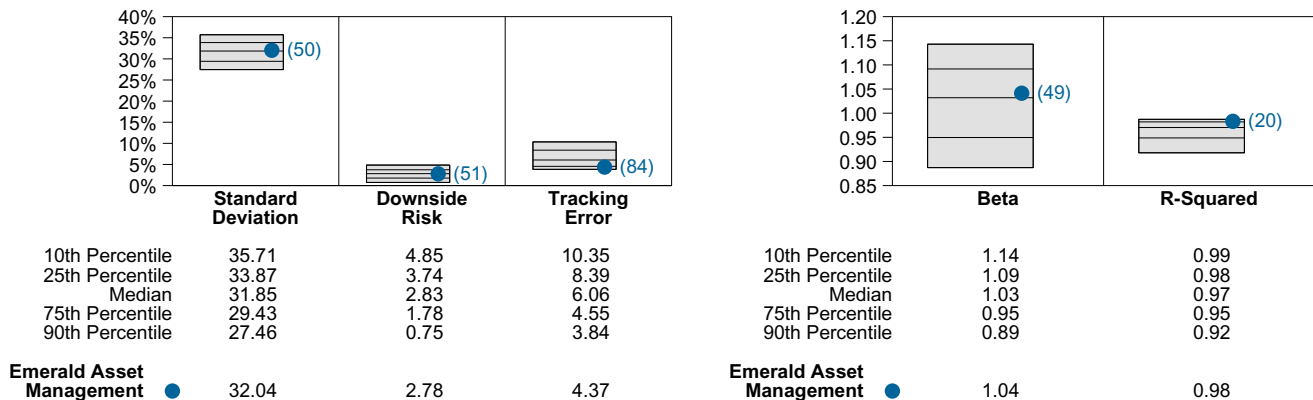 40%
35%
30%
25%
20%
15%
10%
5%
0%
(50)
(51)
(84)
Standard
Deviation
Downside
Risk
Tracking
Error
10th Percentile 35.71 4.85 10.35
25th Percentile 33.87 3.74 8.39
Median 31.85 2.83 6.06
75th Percentile 29.43 1.78 4.55
90th Percentile 27.46 0.75 3.84
Emerald Asset
Management 32.04 2.78 4.37
1.20
1.15
1.10
1.05
1.00
0.95
0.90
0.85
(49)
(20)
Beta R-Squared
10th Percentile 1.14 0.99
25th Percentile 1.09 0.98
Median 1.03 0.97
75th Percentile 0.95 0.95
90th Percentile 0.89 0.92
Emerald Asset
Management 1.04 0.98